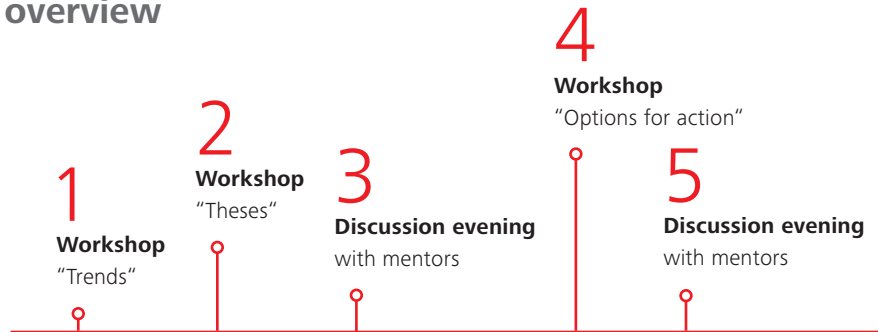 overview
1
Workshop
“Trends“
2
Workshop
“Theses“
3
Discussion evening
with mentors
4
Workshop
“Options for action“
5
Discussion evening
with mentors